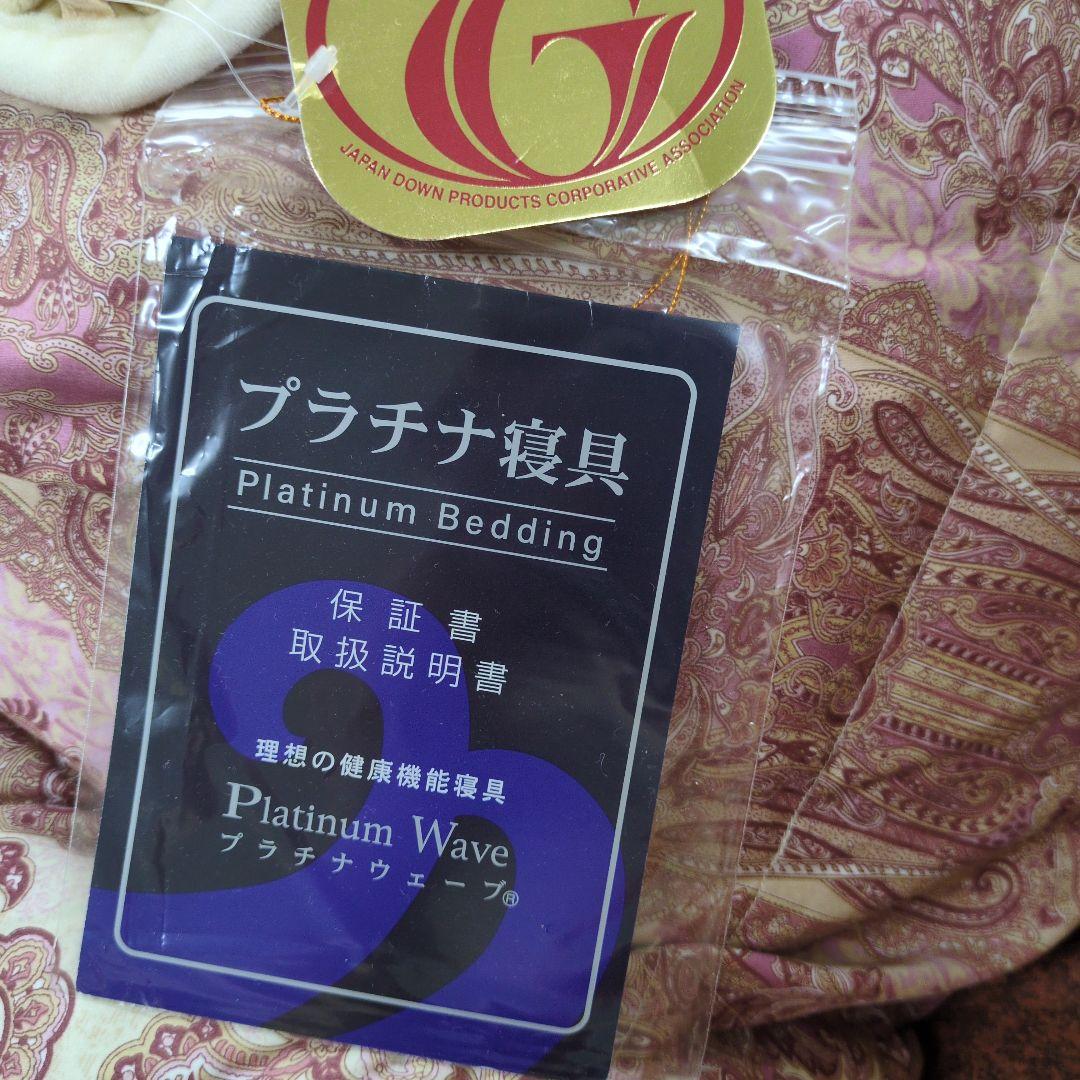 G
JAPAN DOWN PRODUCTS CORPORATIVE ASSOCIATION
プラチナ寝具
Platinum Bedding
保証書
取扱説明書
理想の健康機能寝具
Platinum Wave
プラチナウェーブ®